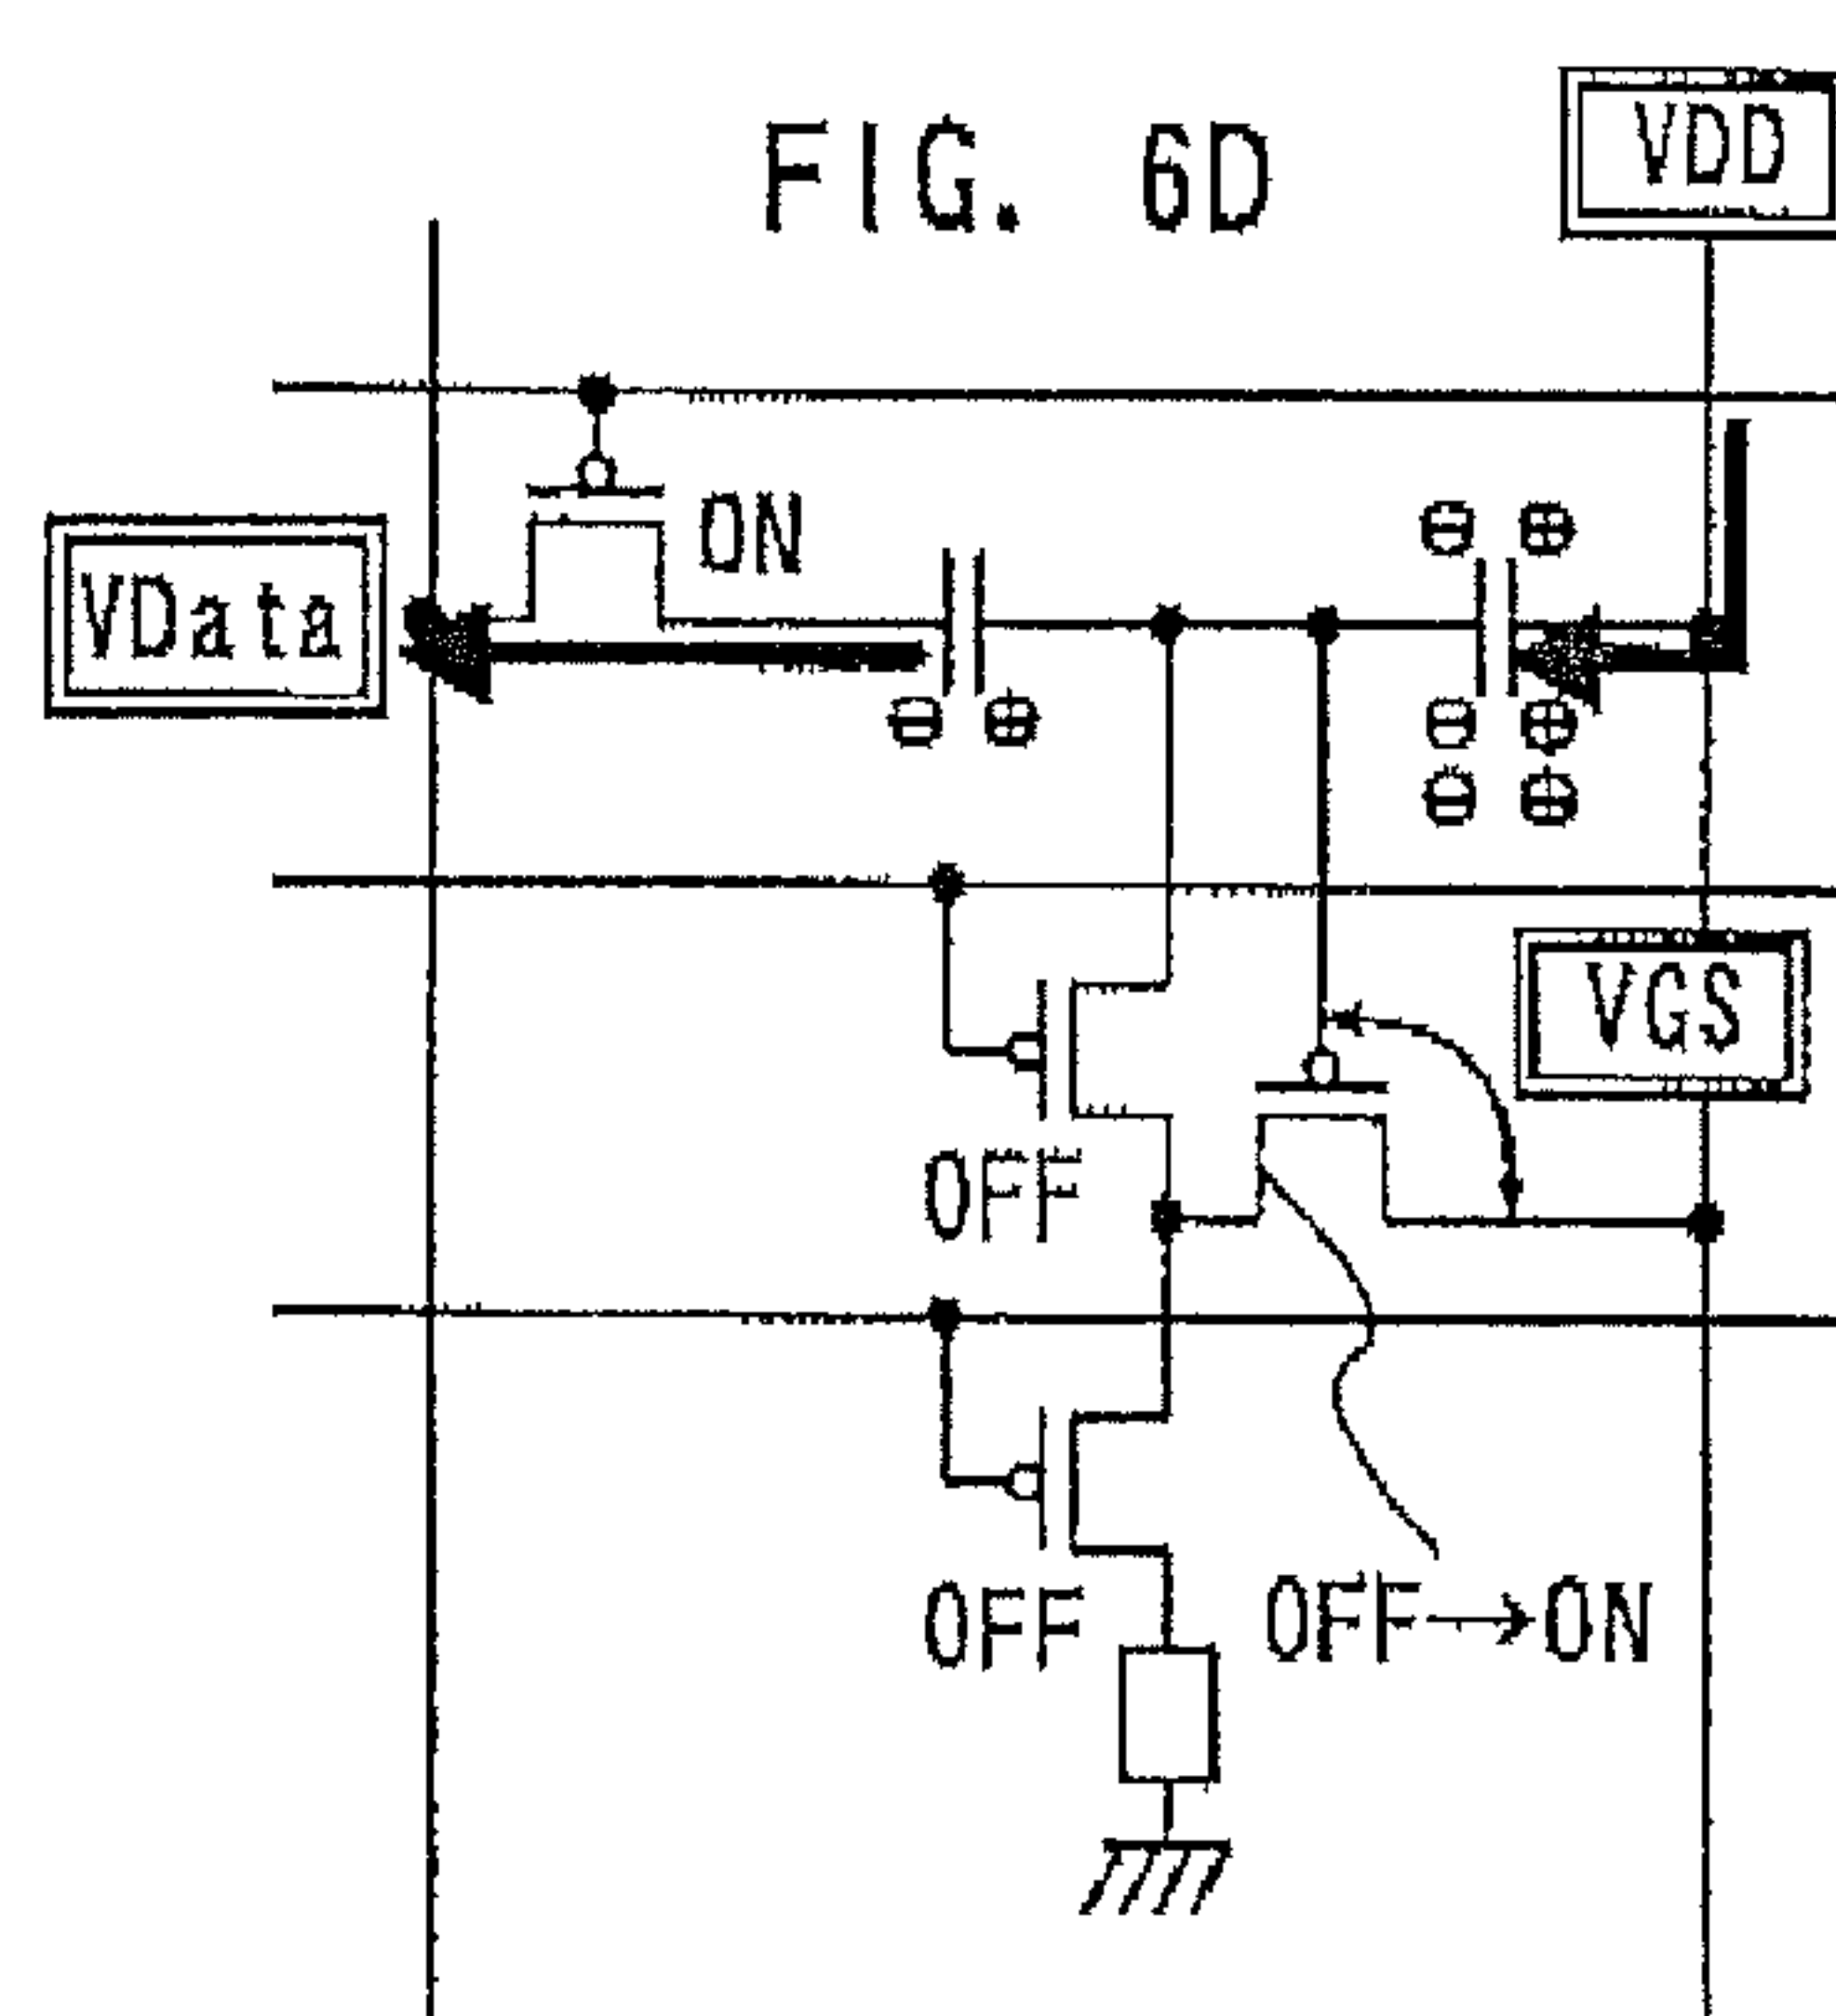 FIG. 6D
VDD
ON
VData
⊖ ⊕
⊖ ⊕
⊖ ⊕
⊖ ⊕
VGS
OFF
OFF
OFF→ON